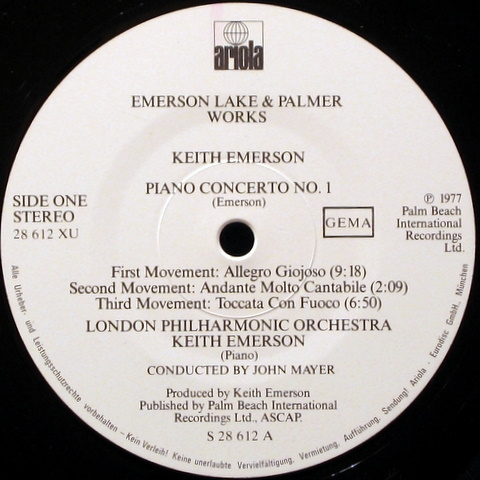 ariola
EMERSON LAKE & PALMER
WORKS
KEITH EMERSON
PIANO CONCERTO NO. 1
(Emerson)
SIDE ONE
STEREO
28 612 XU
GEMA
℗ 1977
Palm Beach
International
Recordings
Ltd.
First Movement: Allegro Giojoso (9:18)
Second Movement: Andante Molto Cantabile (2:09)
Third Movement: Toccata Con Fuoco (6:50)
LONDON PHILHARMONIC ORCHESTRA
KEITH EMERSON
(Piano)
CONDUCTED BY JOHN MAYER
Produced by Keith Emerson
Published by Palm Beach International
Recordings Ltd., ASCAP.
S 28 612 A
Alle Urheber- und Leistungsschutzrechte vorbehalten – Kein Verleih! Keine unerlaubte Vervielfältigung, Vermietung, Aufführung, Sendung! Ariola - Eurodisc GmbH, München